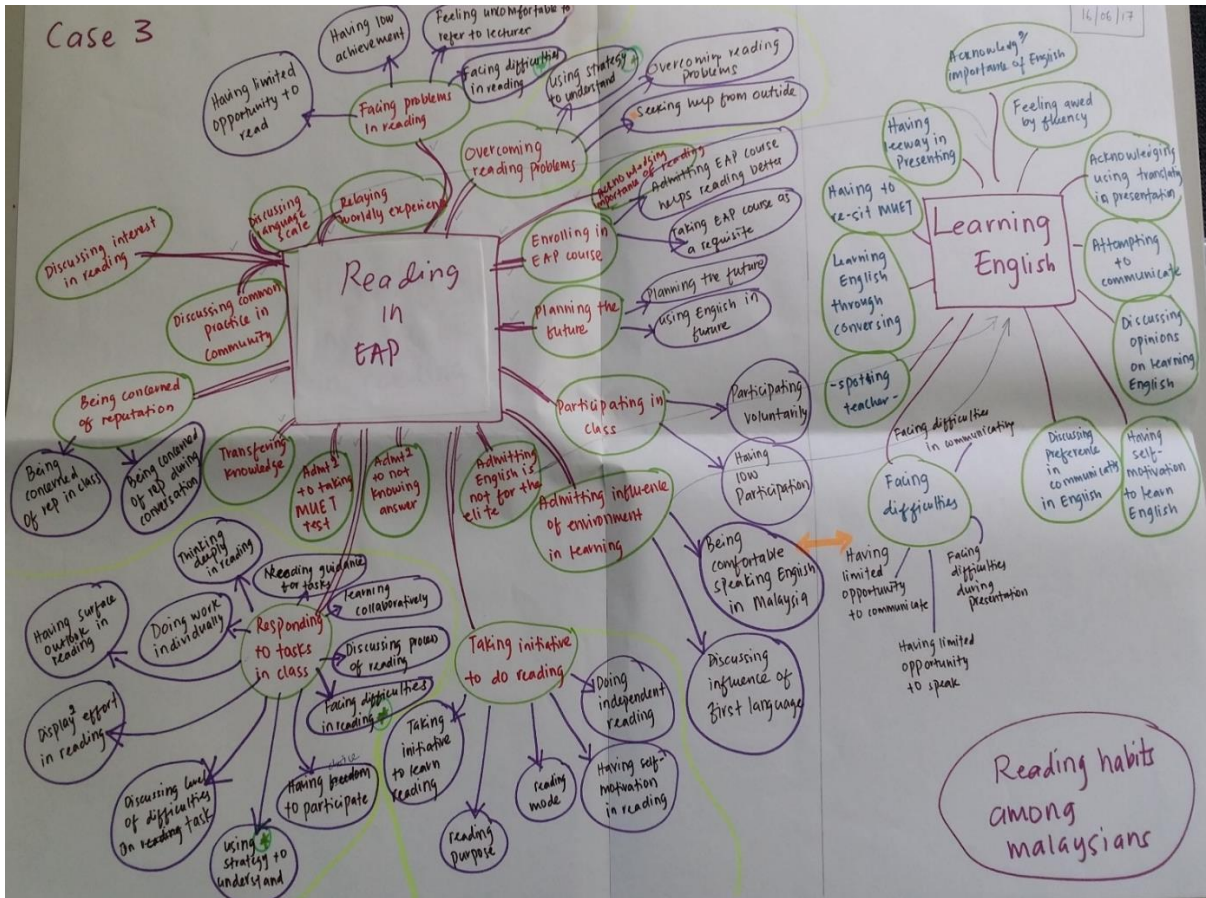 Case 3
16/06/17
Having low
achievement
Feeling uncomfortable to
refer to lecturer
Facing difficulties
in reading
Having limited
opportunity to
read
Facing problems
in reading
using strategy
to understand
Overcoming reading
problems
Seeking help from outside
Overcoming
reading problems
Acknowledging
importance of reading
Admitting EAP course
helps reading better
Enrolling in
EAP course
Taking EAP course as
a requisite
Planning the
future
Planning the future
using English in
future
Discussing
language
scale
Relaying
worldly experience
Discussing interest
in reading
Discussing common
practice in
community
Reading
in
EAP
Being concerned
of reputation
Being
concerned
of rep in class
Being concerned
of rep during
conversation
Transferring
knowledge
Admt²
to taking
MUET
test
Admt²
to not
knowing
answer
Admitting
English is
not for the
elite
Admitting influence
of environment
in learning
Participating in
class
Participating
voluntarily
Having
low
Participation
Being
comfortable
speaking English
in Malaysia
Discussing
influence of
first language
Thinking
deeply
in reading
Needing guidance
for tasks
learning
collaboratively
Having surface
outlook in
reading
Doing work
individually
Responding
to tasks
in class
Discussing process
of reading
Facing difficulties
in reading
Display² effort
in reading
Discussing level
of difficulties
in reading task
using
strategy to
understand
choice
Having freedom
to participate
Taking initiative
to do reading
Taking
initiative
to learn
reading
reading
purpose
reading
mode
Having self-
motivation
in reading
Doing
independent
reading
Learning
English
Acknowledg²
importance of English
Feeling awed
by fluency
Having
leeway in
Presenting
Acknowledging
using translation
in presentation
Having to
re-sit MUET
Attempting
to
communicate
Learning
English
through
conversing
Discussing
opinions
on learning
English
-spotting
teacher-
Facing difficulties
in communicating
Facing
difficulties
Having
limited
opportunity
to communicate
Facing
difficulties
during
presentation
Having limited
opportunity
to speak
Discussing
preference
in
communicating
in English
Having
self-
motivation
to learn
English
Reading habits
among
malaysians